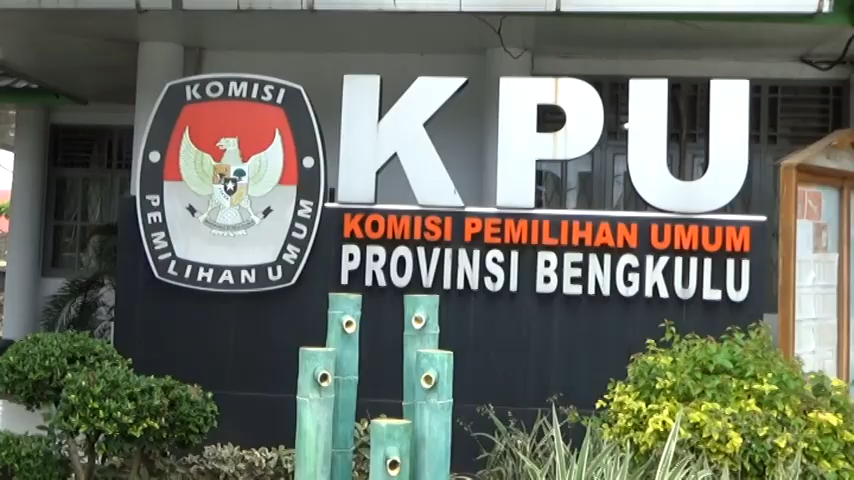 KOMISI
PEMILIHAN UMUM
KPU
KOMISI PEMILIHAN UMUM
PROVINSI BENGKULU